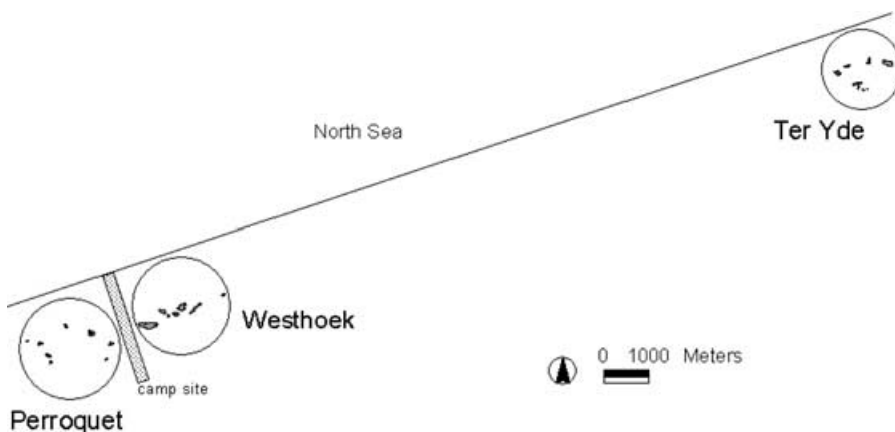 North Sea
Ter Yde
Westhoek
0 1000 Meters
camp site
Perroquet